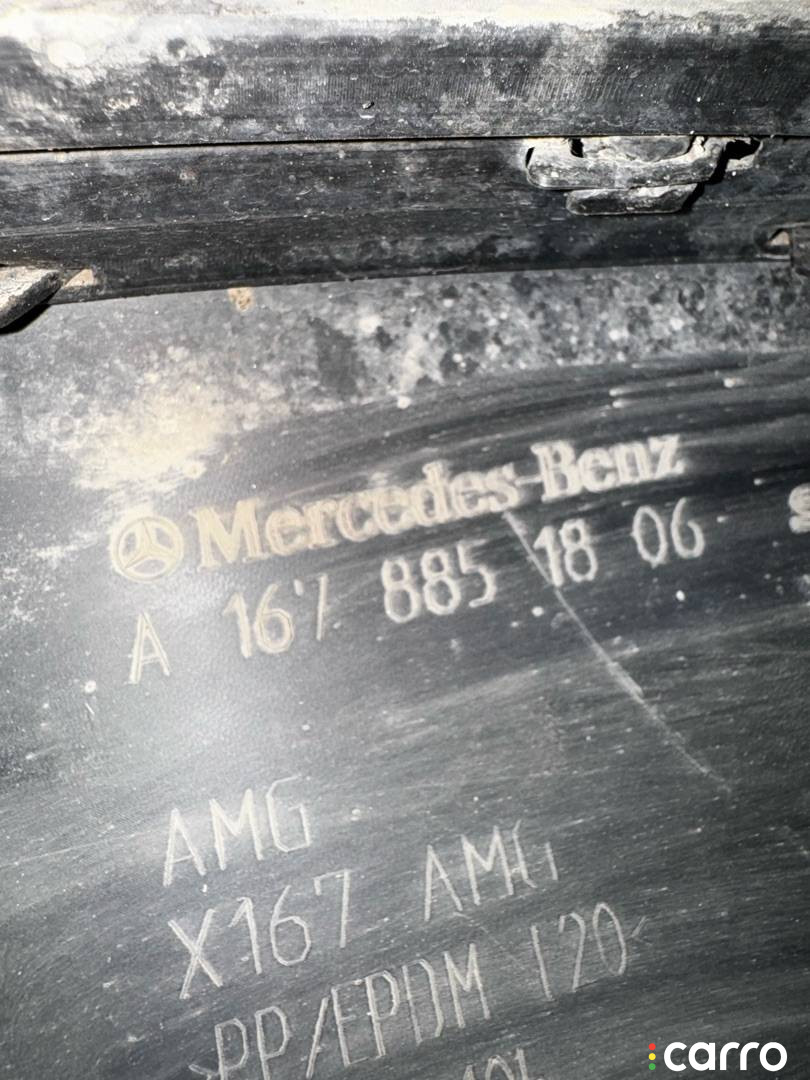 Mercedes-Benz
A 167 885 18 06
AMG
X167 AMG
>PP/EPDM T20<
carro